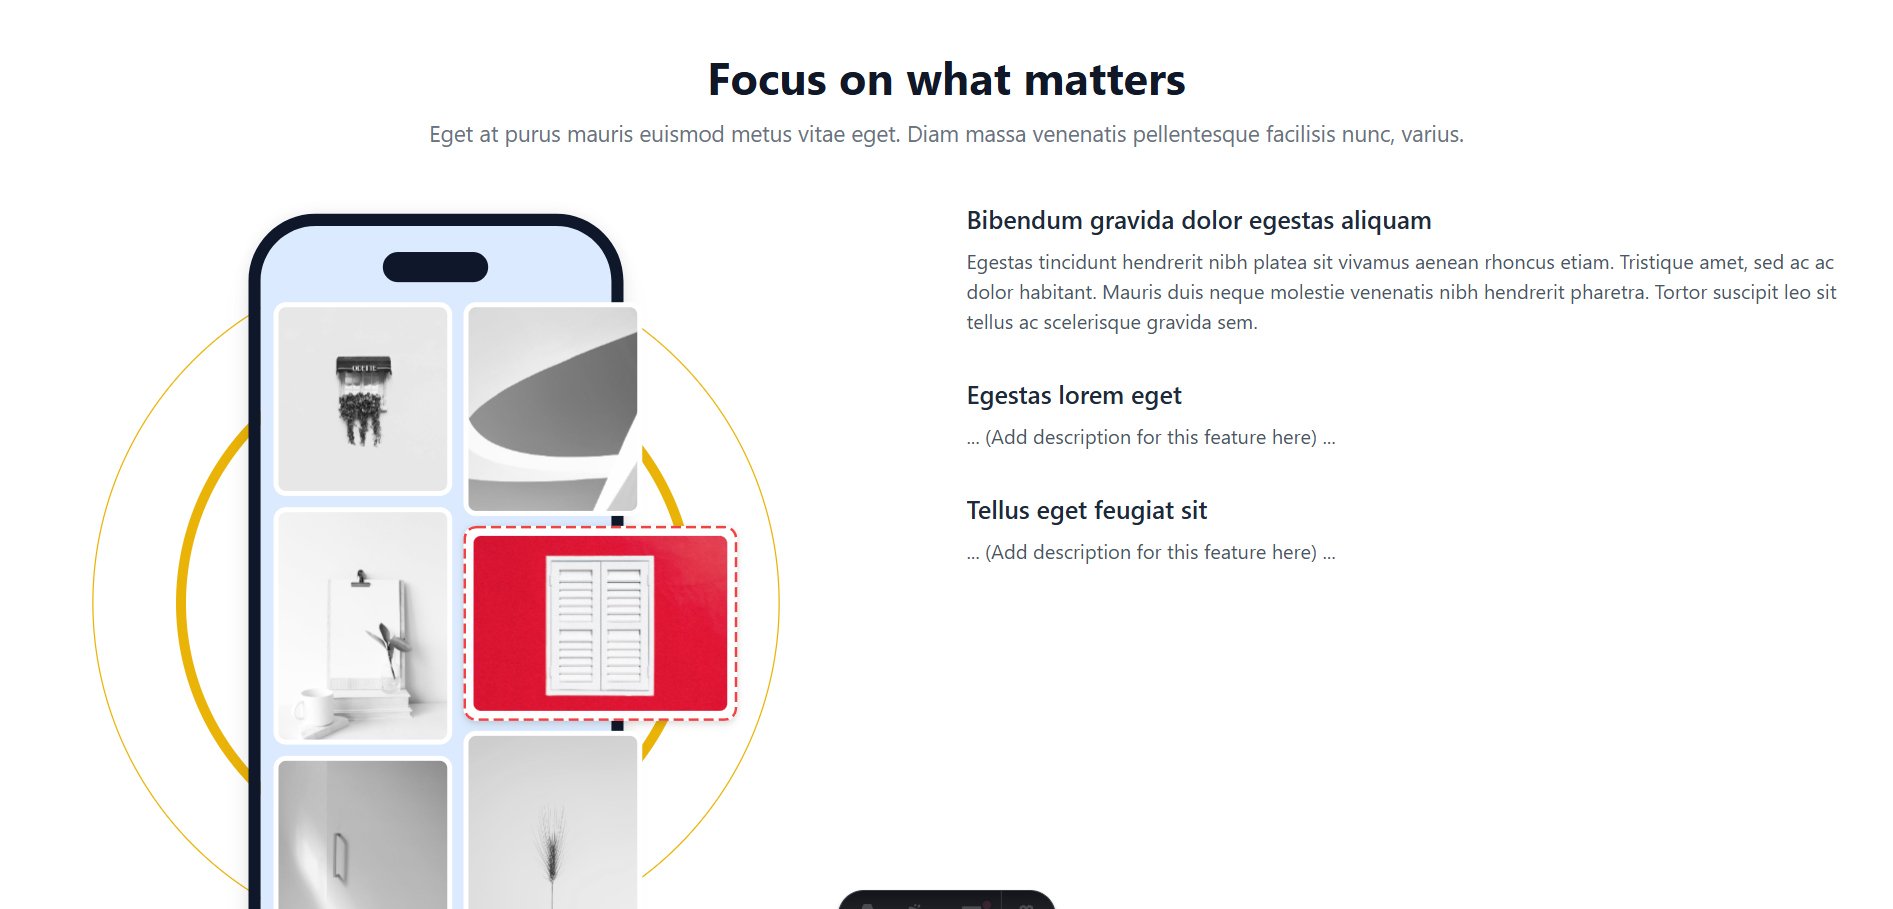 Focus on what matters
Eget at purus mauris euismod metus vitae eget. Diam massa venenatis pellentesque facilisis nunc, varius.
ODETTE
Bibendum gravida dolor egestas aliquam
Egestas tincidunt hendrerit nibh platea sit vivamus aenean rhoncus etiam. Tristique amet, sed ac ac
dolor habitant. Mauris duis neque molestie venenatis nibh hendrerit pharetra. Tortor suscipit leo sit
tellus ac scelerisque gravida sem.
Egestas lorem eget
... (Add description for this feature here) ...
Tellus eget feugiat sit
... (Add description for this feature here) ...